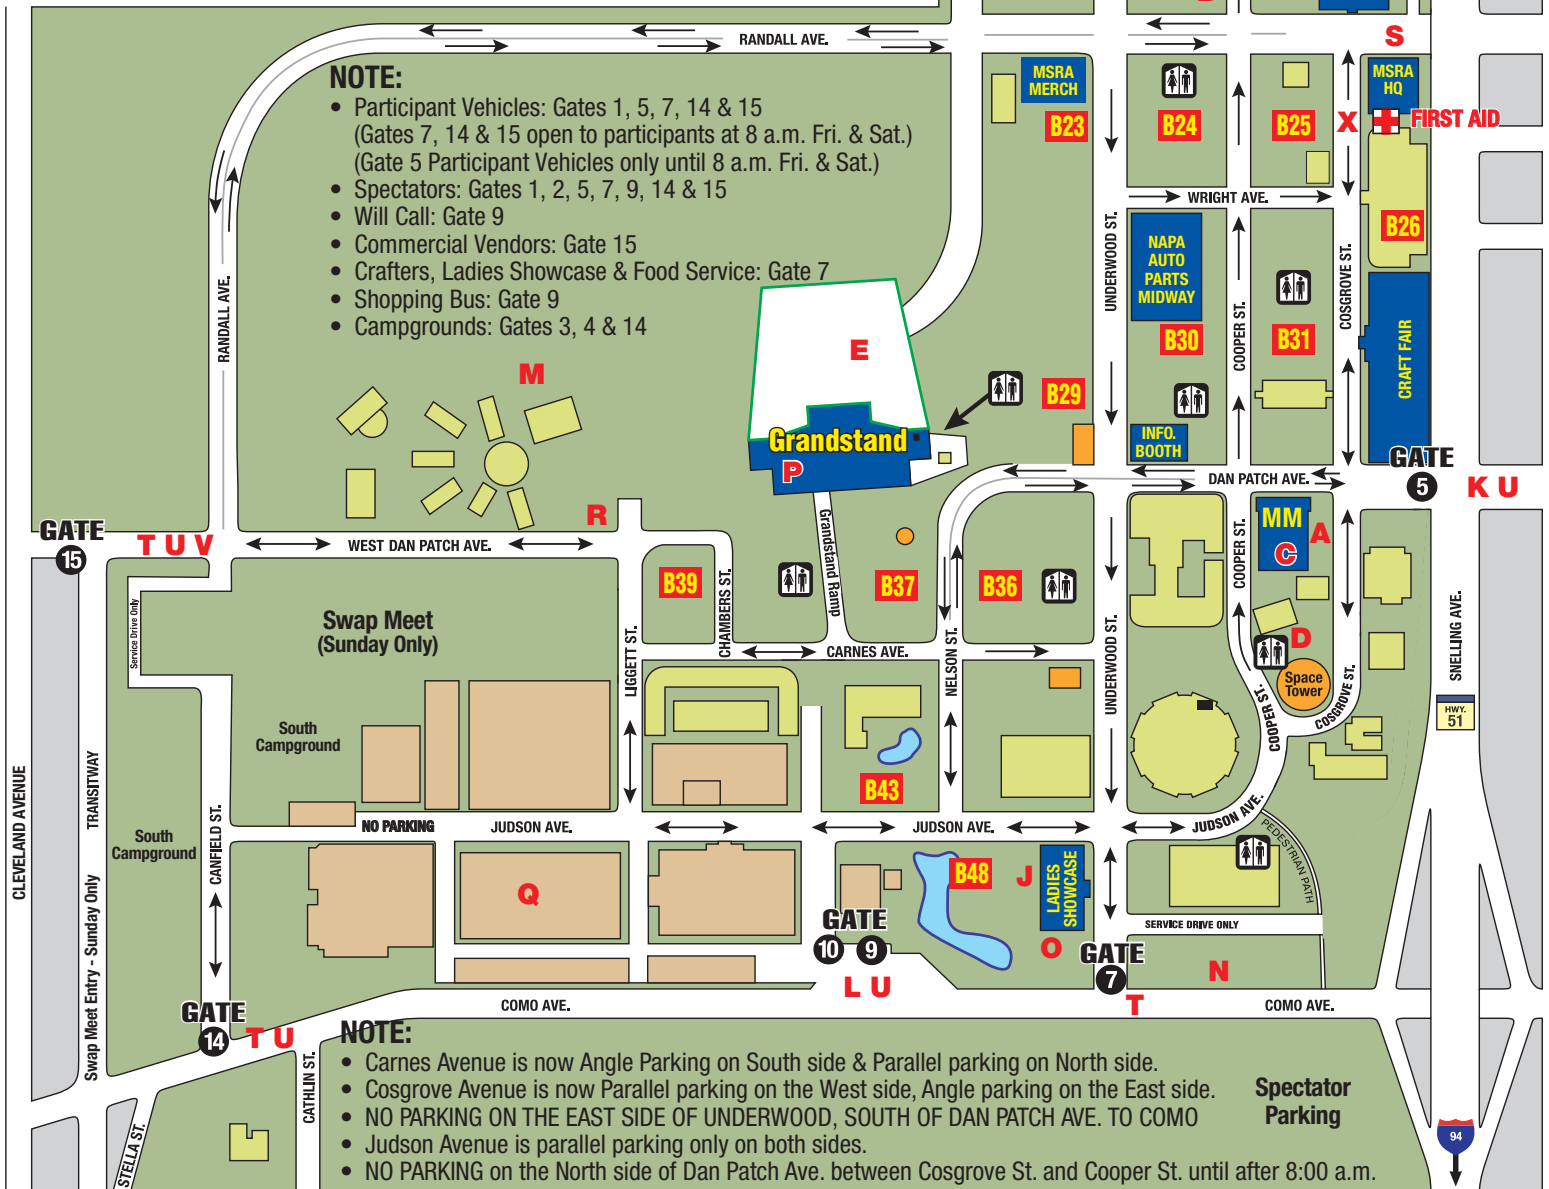 RANDALL AVE.
S
NOTE:
• Participant Vehicles: Gates 1, 5, 7, 14 & 15
(Gates 7, 14 & 15 open to participants at 8 a.m. Fri. & Sat.)
(Gate 5 Participant Vehicles only until 8 a.m. Fri. & Sat.)
• Spectators: Gates 1, 2, 5, 7, 9, 14 & 15
• Will Call: Gate 9
• Commercial Vendors: Gate 15
• Crafters, Ladies Showcase & Food Service: Gate 7
• Shopping Bus: Gate 9
• Campgrounds: Gates 3, 4 & 14
MSRA
MERCH
B23
B24
B25
X
MSRA
HQ
FIRST AID
WRIGHT AVE.
B26
UNDERWOOD ST.
NAPA
AUTO
PARTS
MIDWAY
B30
COOPER ST.
B31
COSGROVE ST.
CRAFT FAIR
RANDALL AVE.
M
E
B29
Grandstand
P
INFO.
BOOTH
GATE
5
K U
DAN PATCH AVE.
R
GATE
15
T U V
WEST DAN PATCH AVE.
Grandstand Ramp
MM
C
A
COOPER ST.
B39
CHAMBERS ST.
B37
B36
Service Drive Only
Swap Meet
(Sunday Only)
LIGGETT ST.
CARNES AVE.
NELSON ST.
UNDERWOOD ST.
D
Space
Tower
COOPER ST.
COSGROVE ST.
SNELLING AVE.
HWY.
51
South
Campground
B43
CLEVELAND AVENUE
TRANSITWAY
Swap Meet Entry - Sunday Only
South
Campground
CANFIELD ST.
NO PARKING
JUDSON AVE.
JUDSON AVE.
JUDSON AVE.
PEDESTRIAN PATH
Q
B48
J
LADIES
SHOWCASE
GATE
10 9
L U
O
GATE
7
T
SERVICE DRIVE ONLY
N
GATE
14
T U
COMO AVE.
COMO AVE.
CATHLIN ST.
STELLA ST.
NOTE:
• Carnes Avenue is now Angle Parking on South side & Parallel parking on North side.
• Cosgrove Avenue is now Parallel parking on the West side, Angle parking on the East side.
• NO PARKING ON THE EAST SIDE OF UNDERWOOD, SOUTH OF DAN PATCH AVE. TO COMO
• Judson Avenue is parallel parking only on both sides.
• NO PARKING on the North side of Dan Patch Ave. between Cosgrove St. and Cooper St. until after 8:00 a.m.
Spectator
Parking
94